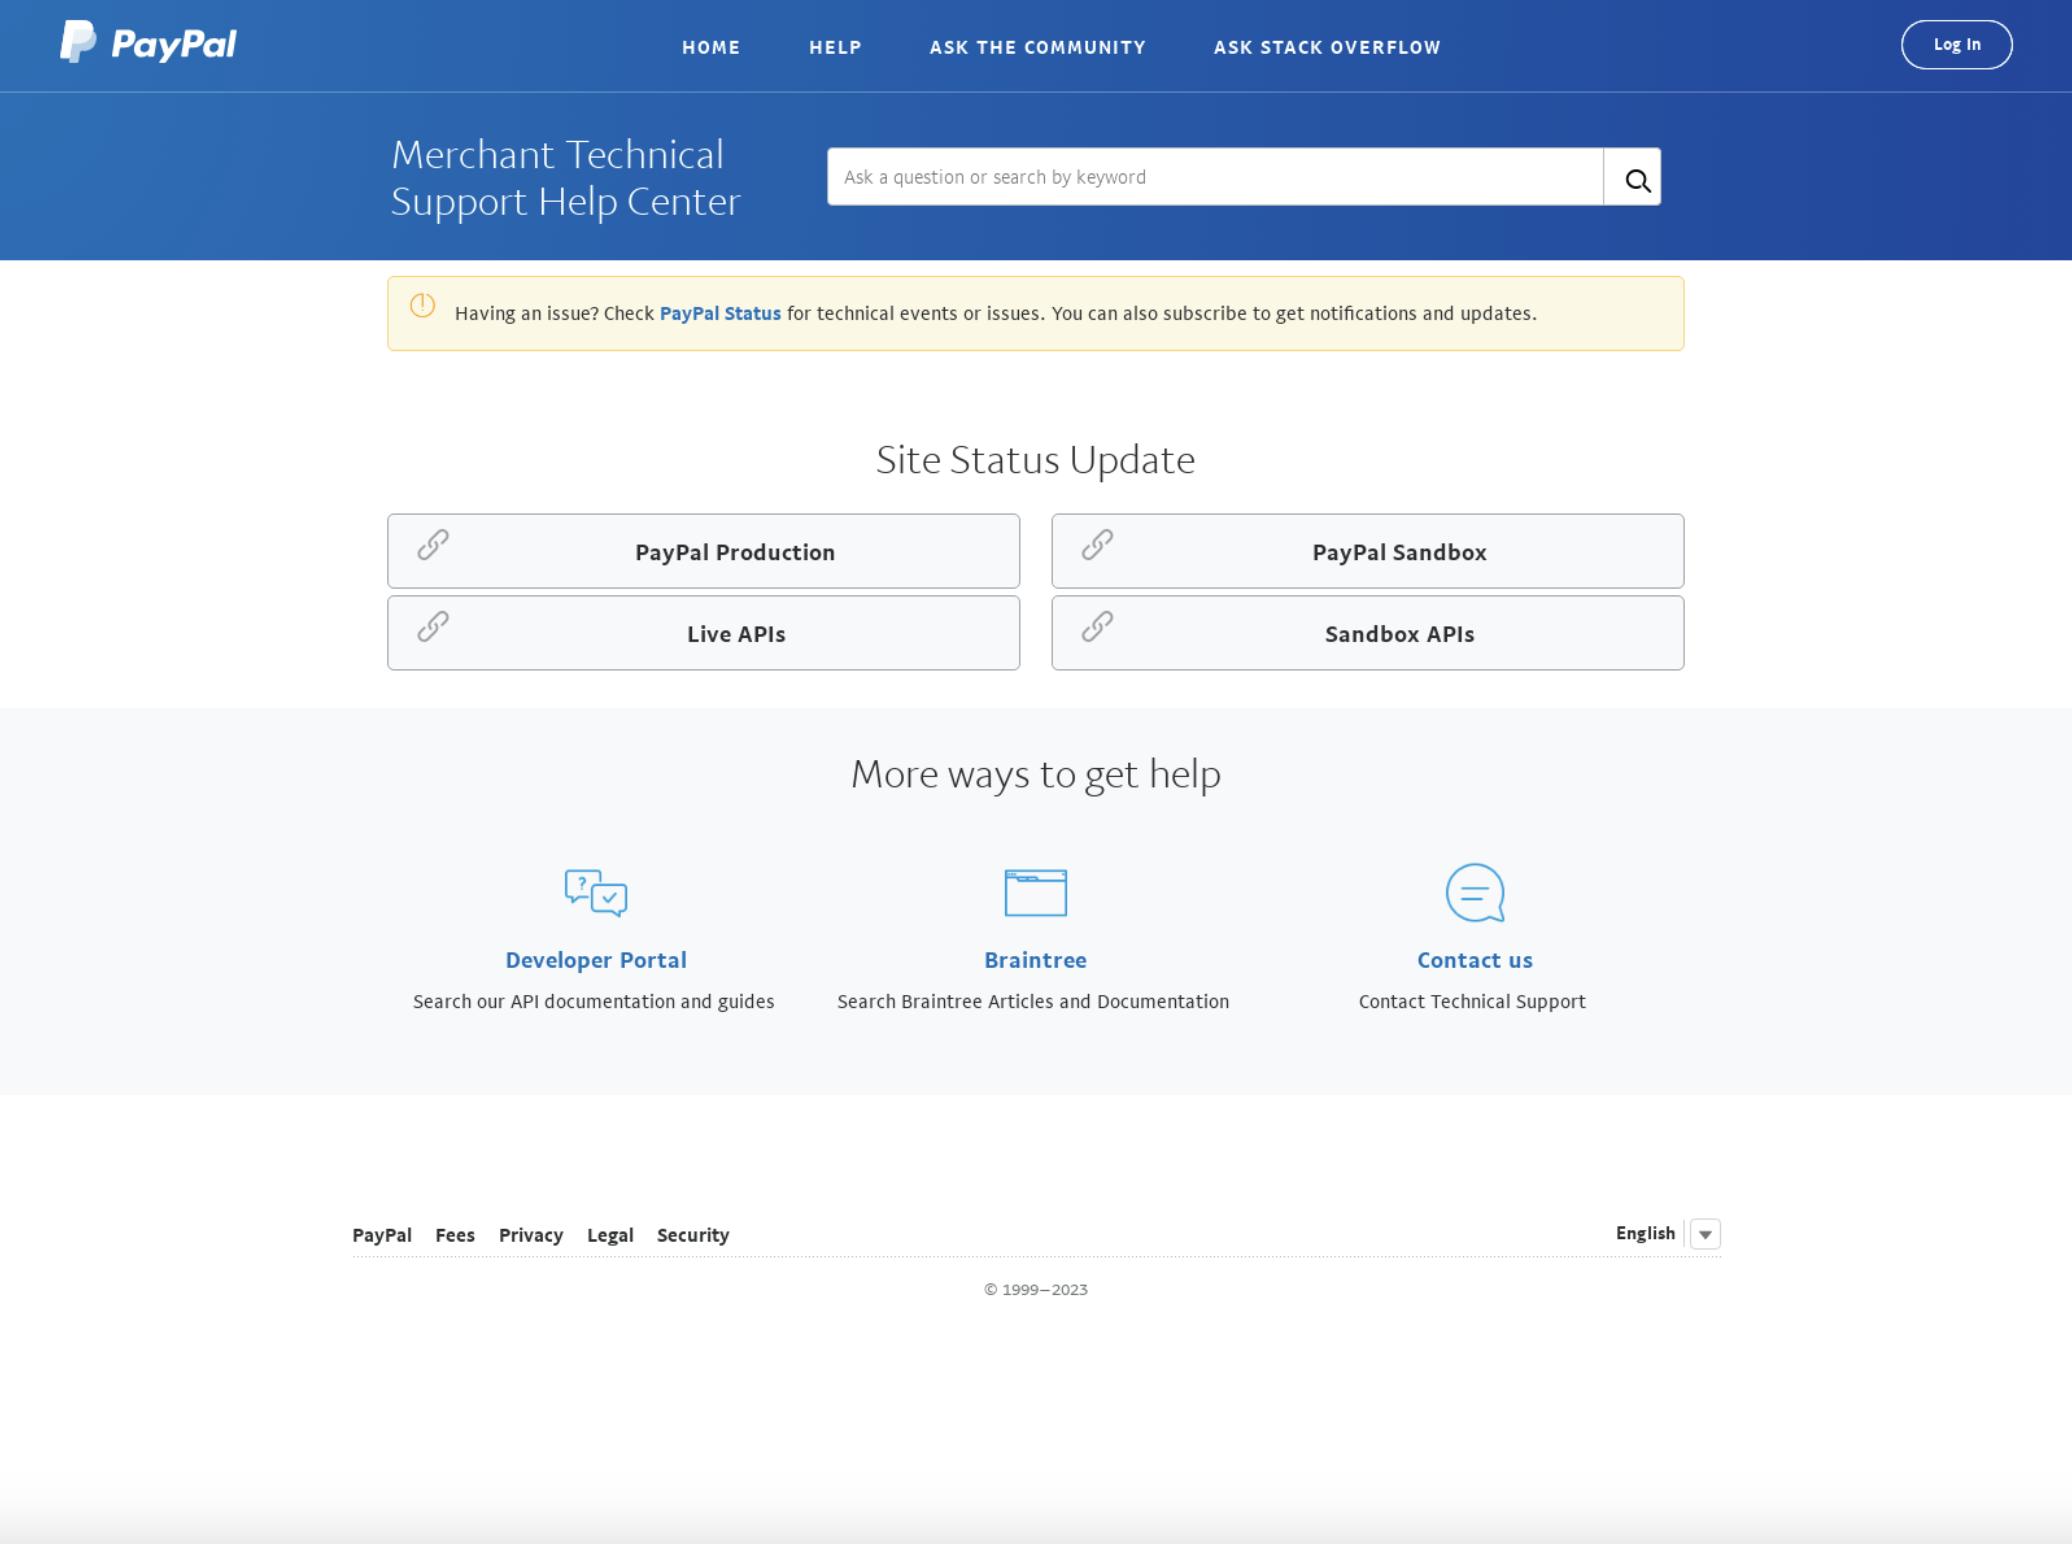 PayPal
HOME
HELP
ASK THE COMMUNITY
ASK STACK OVERFLOW
Log In
Merchant Technical
Support Help Center
Ask a question or search by keyword
Having an issue? Check PayPal Status for technical events or issues. You can also subscribe to get notifications and updates.
Site Status Update
PayPal Production
PayPal Sandbox
Live APIs
Sandbox APIs
More ways to get help
Developer Portal
Search our API documentation and guides
Braintree
Search Braintree Articles and Documentation
Contact us
Contact Technical Support
PayPal
Fees
Privacy
Legal
Security
English
© 1999–2023